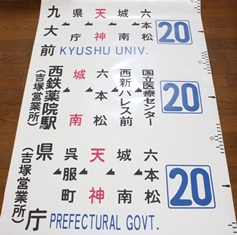 20
六本松
城南
天神
県庁
九大前
KYUSHU UNIV.
20
国立医療センター
西新パレス前
城南
西鉄薬院駅
(吉塚営業所)
20
六本松
城南
天神
呉服町
県庁
(吉塚営業所)
PREFECTURAL GOVT.